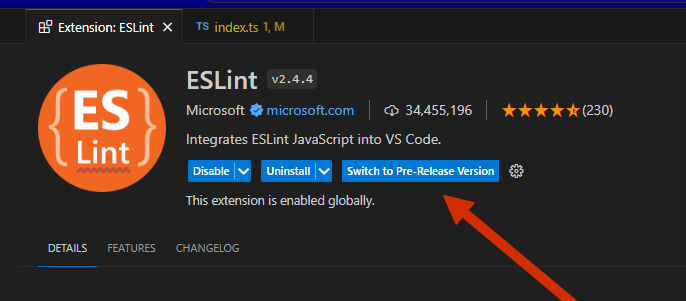 Extension: ESLint
TS index.ts 1, M
{ES}
Lint
ESLint v2.4.4
Microsoft microsoft.com 34,455,196 (230)
Integrates ESLint JavaScript into VS Code.
Disable Uninstall Switch to Pre-Release Version
This extension is enabled globally.
DETAILS FEATURES CHANGELOG